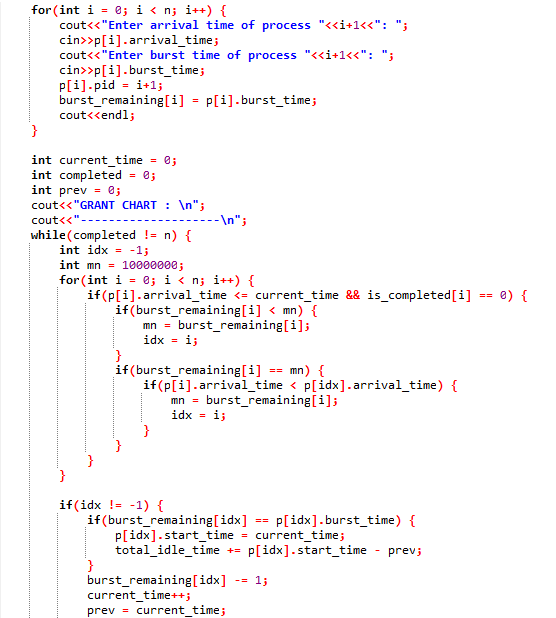 for(int i = 0; i < n; i++) {
cout<<"Enter arrival time of process "<<i+1<<": ";
cin>>p[i].arrival_time;
cout<<"Enter burst time of process "<<i+1<<": ";
cin>>p[i].burst_time;
p[i].pid = i+1;
burst_remaining[i] = p[i].burst_time;
cout<<endl;
}
int current_time = 0;
int completed = 0;
int prev = 0;
cout<<"GRANT CHART : \n";
cout<<"--------------------\n";
while(completed != n) {
int idx = -1;
int mn = 10000000;
for(int i = 0; i < n; i++) {
if(p[i].arrival_time <= current_time && is_completed[i] == 0) {
if(burst_remaining[i] < mn) {
mn = burst_remaining[i];
idx = i;
}
if(burst_remaining[i] == mn) {
if(p[i].arrival_time < p[idx].arrival_time) {
mn = burst_remaining[i];
idx = i;
}
}
}
}
if(idx != -1) {
if(burst_remaining[idx] == p[idx].burst_time) {
p[idx].start_time = current_time;
total_idle_time += p[idx].start_time - prev;
}
burst_remaining[idx] -= 1;
current_time++;
prev = current_time;